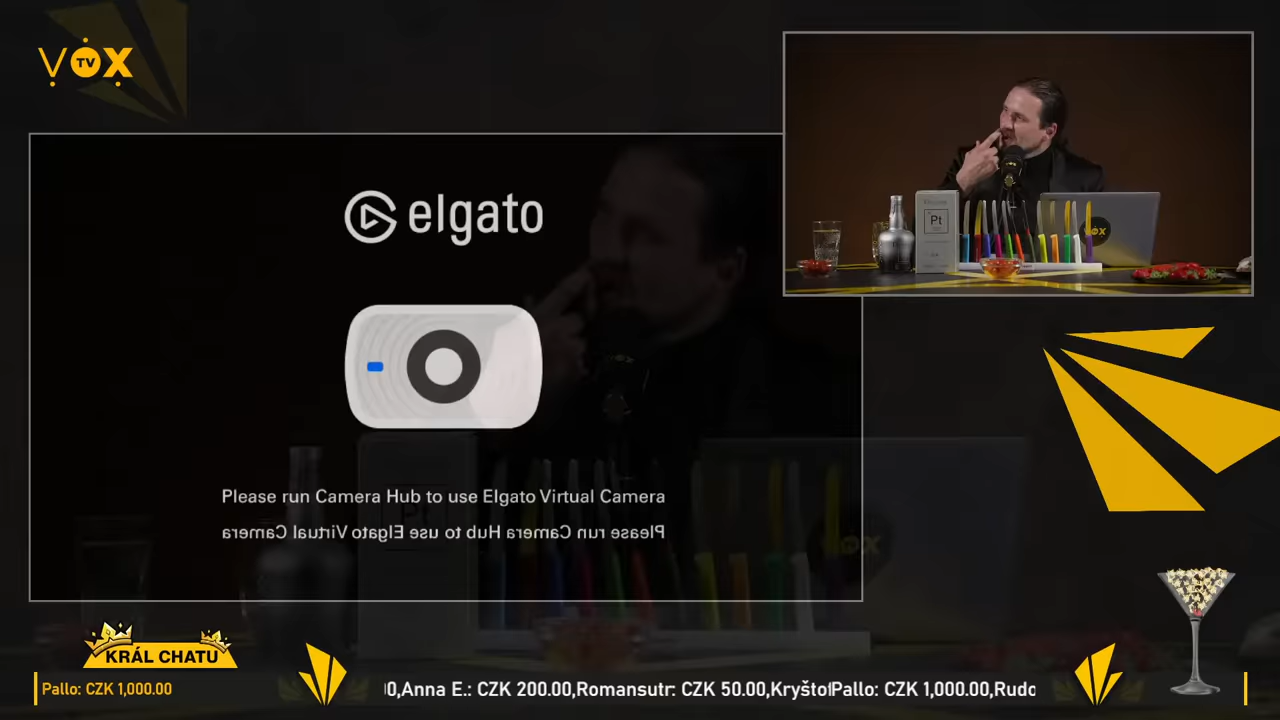 VOX
TV
elgato
Pt
VOX
Please run Camera Hub to use Elgato Virtual Camera
Please run Camera Hub to use Elgato Virtual Camera
KRÁL CHATU
Pallo: CZK 1,000.00
0,Anna E.: CZK 200.00,Romansutr: CZK 50.00,Kryštof Pallo: CZK 1,000.00,Rudo